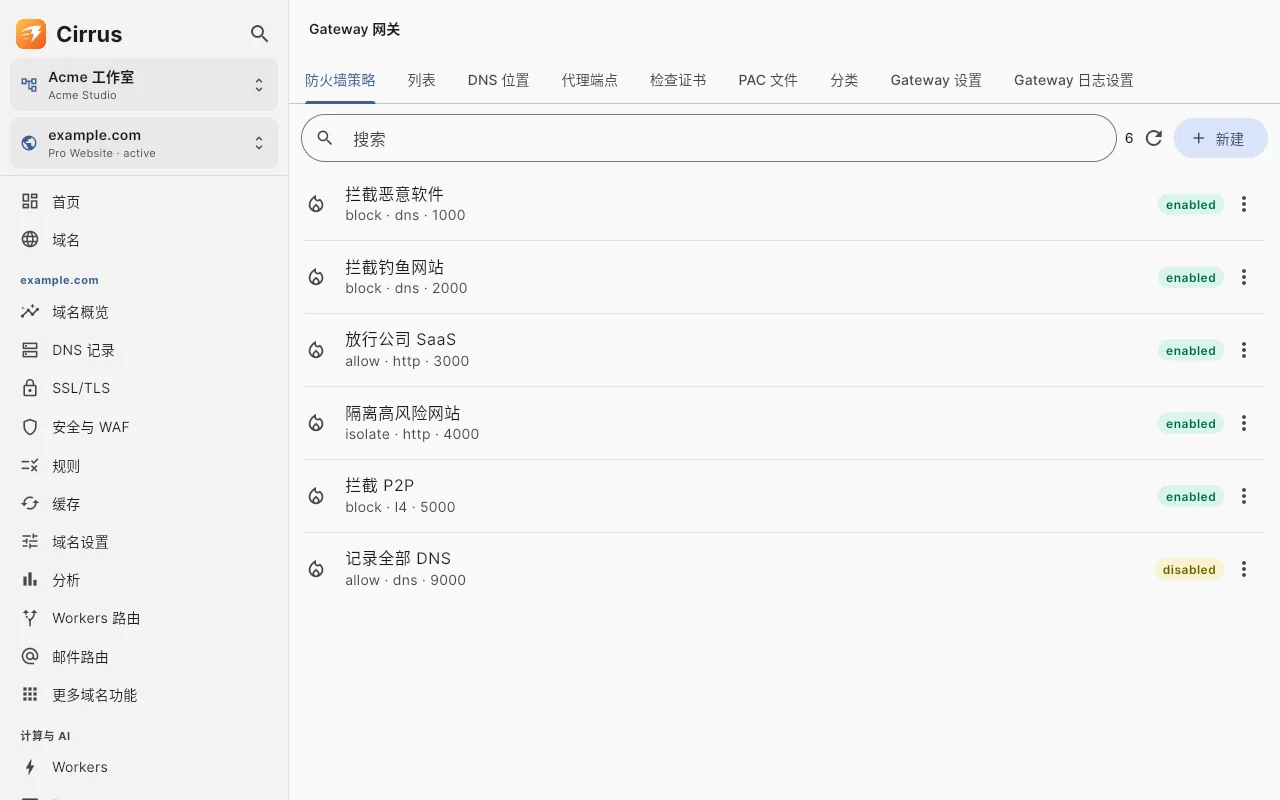 Cirrus
Acme 工作室
Acme Studio
example.com
Pro Website · active
首页
域名
example.com
域名概览
DNS 记录
SSL/TLS
安全与 WAF
规则
缓存
域名设置
分析
Workers 路由
邮件路由
更多域名功能
计算与 AI
Workers
Gateway 网关
防火墙策略
列表
DNS 位置
代理端点
检查证书
PAC 文件
分类
Gateway 设置
Gateway 日志设置
搜索
6
新建
拦截恶意软件
block · dns · 1000
enabled
拦截钓鱼网站
block · dns · 2000
enabled
放行公司 SaaS
allow · http · 3000
enabled
隔离高风险网站
isolate · http · 4000
enabled
拦截 P2P
block · l4 · 5000
enabled
记录全部 DNS
allow · dns · 9000
disabled